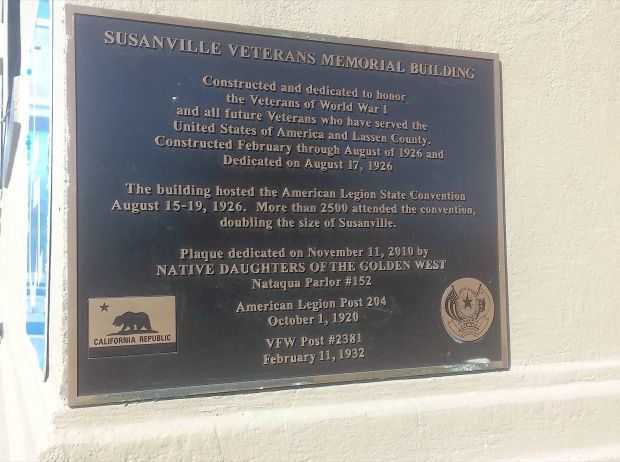 SUSANVILLE VETERANS MEMORIAL BUILDING
Constructed and dedicated to honor
the Veterans of World War I
and all future Veterans who have served the
United States of America and Lassen County.
Constructed February through August of 1926 and
Dedicated on August 17, 1926
The building hosted the American Legion State Convention
August 15-19, 1926. More than 2500 attended the convention,
doubling the size of Susanville.
Plaque dedicated on November 11, 2010 by
NATIVE DAUGHTERS OF THE GOLDEN WEST
Nataqua Parlor #152
American Legion Post 204
October 1, 1920
VFW Post #2381
February 11, 1932
CALIFORNIA REPUBLIC